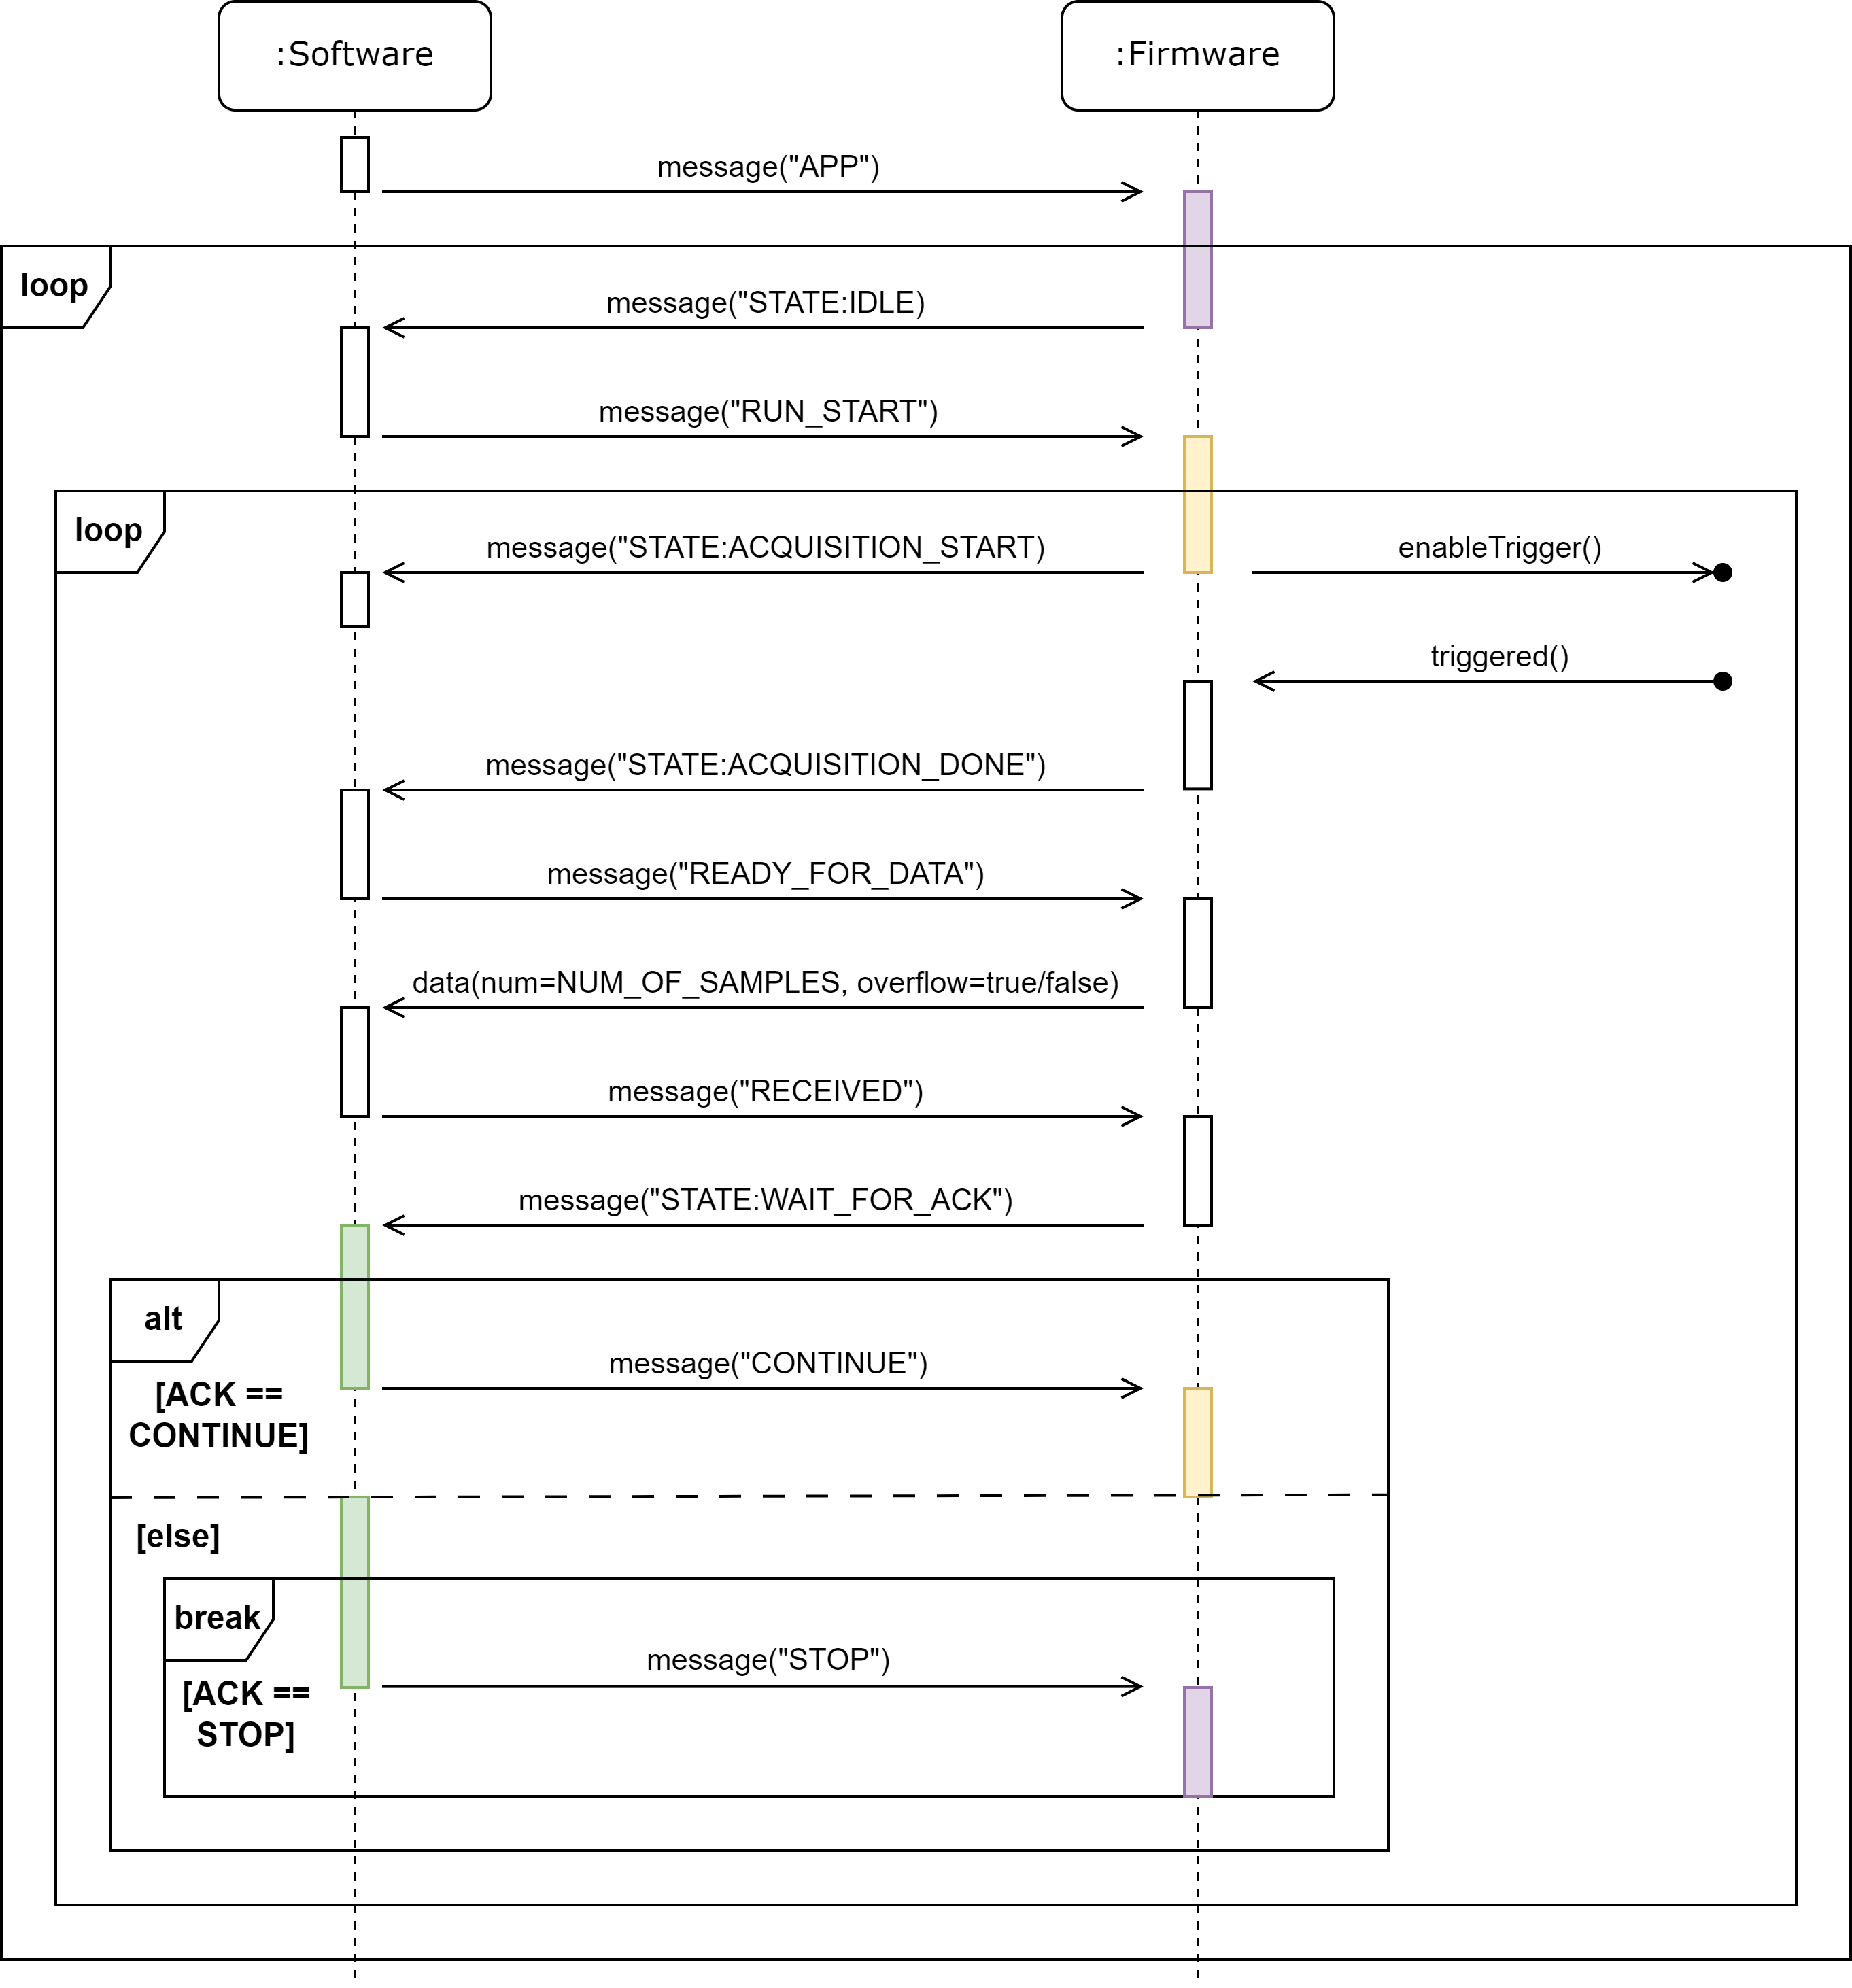 :Software
:Firmware
message("APP")
loop
message("STATE:IDLE)
message("RUN_START")
loop
message("STATE:ACQUISITION_START)
enableTrigger()
triggered()
message("STATE:ACQUISITION_DONE")
message("READY_FOR_DATA")
data(num=NUM_OF_SAMPLES, overflow=true/false)
message("RECEIVED")
message("STATE:WAIT_FOR_ACK")
alt
message("CONTINUE")
[ACK ==
CONTINUE]
[else]
break
message("STOP")
[ACK ==
STOP]